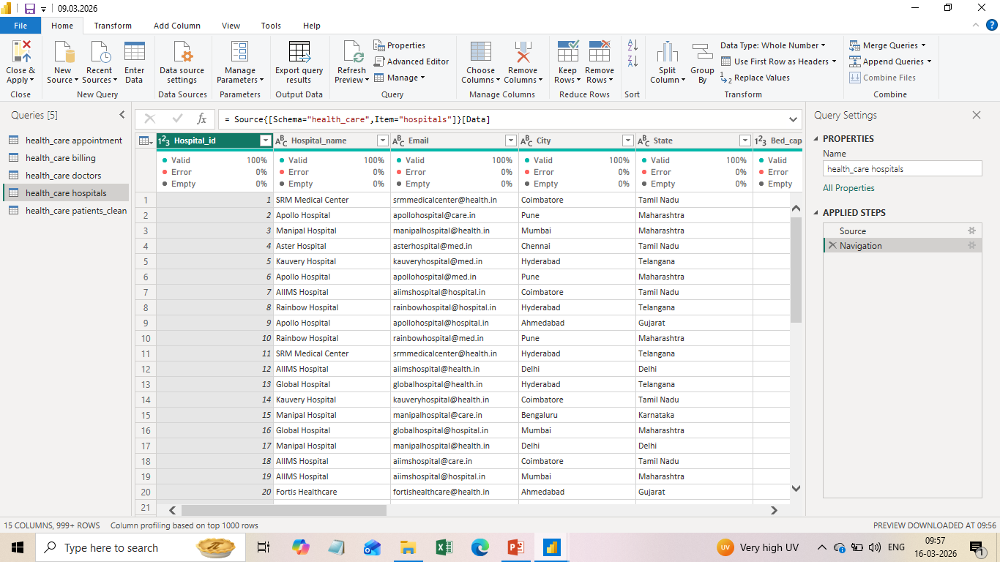 09.03.2026
File Home Transform Add Column View Tools Help
Close & Apply
New Source
Recent Sources
Enter Data
Data source settings
Manage Parameters
Export query results
Refresh Preview
Properties
Advanced Editor
Manage
Choose Columns
Remove Columns
Keep Rows
Remove Rows
Split Column
Group By
Data Type: Whole Number
Use First Row as Headers
Replace Values
Merge Queries
Append Queries
Combine Files
Close New Query Data Sources Parameters Output Data Query Manage Columns Reduce Rows Sort Transform Combine
Queries [5]
health_care appointment
health_care billing
health_care doctors
health_care hospitals
health_care patients_clean
fx = Source{[Schema="health_care",Item="hospitals"]}[Data]
123 Hospital_id ABC Hospital_name ABC Email ABC City ABC State 123 Bed_cap
Valid 100% Valid 100% Valid 100% Valid 100% Valid 100% Valid
Error 0% Error 0% Error 0% Error 0% Error 0% Error
Empty 0% Empty 0% Empty 0% Empty 0% Empty 0% Empty
1 1 SRM Medical Center srmmedicalcenter@health.in Coimbatore Tamil Nadu
2 2 Apollo Hospital apollohospital@care.in Pune Maharashtra
3 3 Manipal Hospital manipalhospital@health.in Mumbai Maharashtra
4 4 Aster Hospital asterhospital@med.in Chennai Tamil Nadu
5 5 Kauvery Hospital kauveryhospital@med.in Hyderabad Telangana
6 6 Apollo Hospital apollohospital@med.in Pune Maharashtra
7 7 AIIMS Hospital aiimshospital@hospital.in Coimbatore Tamil Nadu
8 8 Rainbow Hospital rainbowhospital@hospital.in Hyderabad Telangana
9 9 Apollo Hospital apollohospital@hospital.in Ahmedabad Gujarat
10 10 Rainbow Hospital rainbowhospital@med.in Pune Maharashtra
11 11 SRM Medical Center srmmedicalcenter@health.in Hyderabad Telangana
12 12 AIIMS Hospital aiimshospital@health.in Delhi Delhi
13 13 Global Hospital globalhospital@health.in Hyderabad Telangana
14 14 Kauvery Hospital kauveryhospital@health.in Coimbatore Tamil Nadu
15 15 Manipal Hospital manipalhospital@care.in Bengaluru Karnataka
16 16 Global Hospital globalhospital@hospital.in Mumbai Maharashtra
17 17 Manipal Hospital manipalhospital@health.in Delhi Delhi
18 18 AIIMS Hospital aiimshospital@care.in Coimbatore Tamil Nadu
19 19 AIIMS Hospital aiimshospital@hospital.in Mumbai Maharashtra
20 20 Fortis Healthcare fortishealthcare@health.in Ahmedabad Gujarat
21
Query Settings
PROPERTIES
Name
health_care hospitals
All Properties
APPLIED STEPS
Source
Navigation
15 COLUMNS, 999+ ROWS Column profiling based on top 1000 rows PREVIEW DOWNLOADED AT 09:56
Type here to search UV Very high UV ENG 09:57
16-03-2026 1